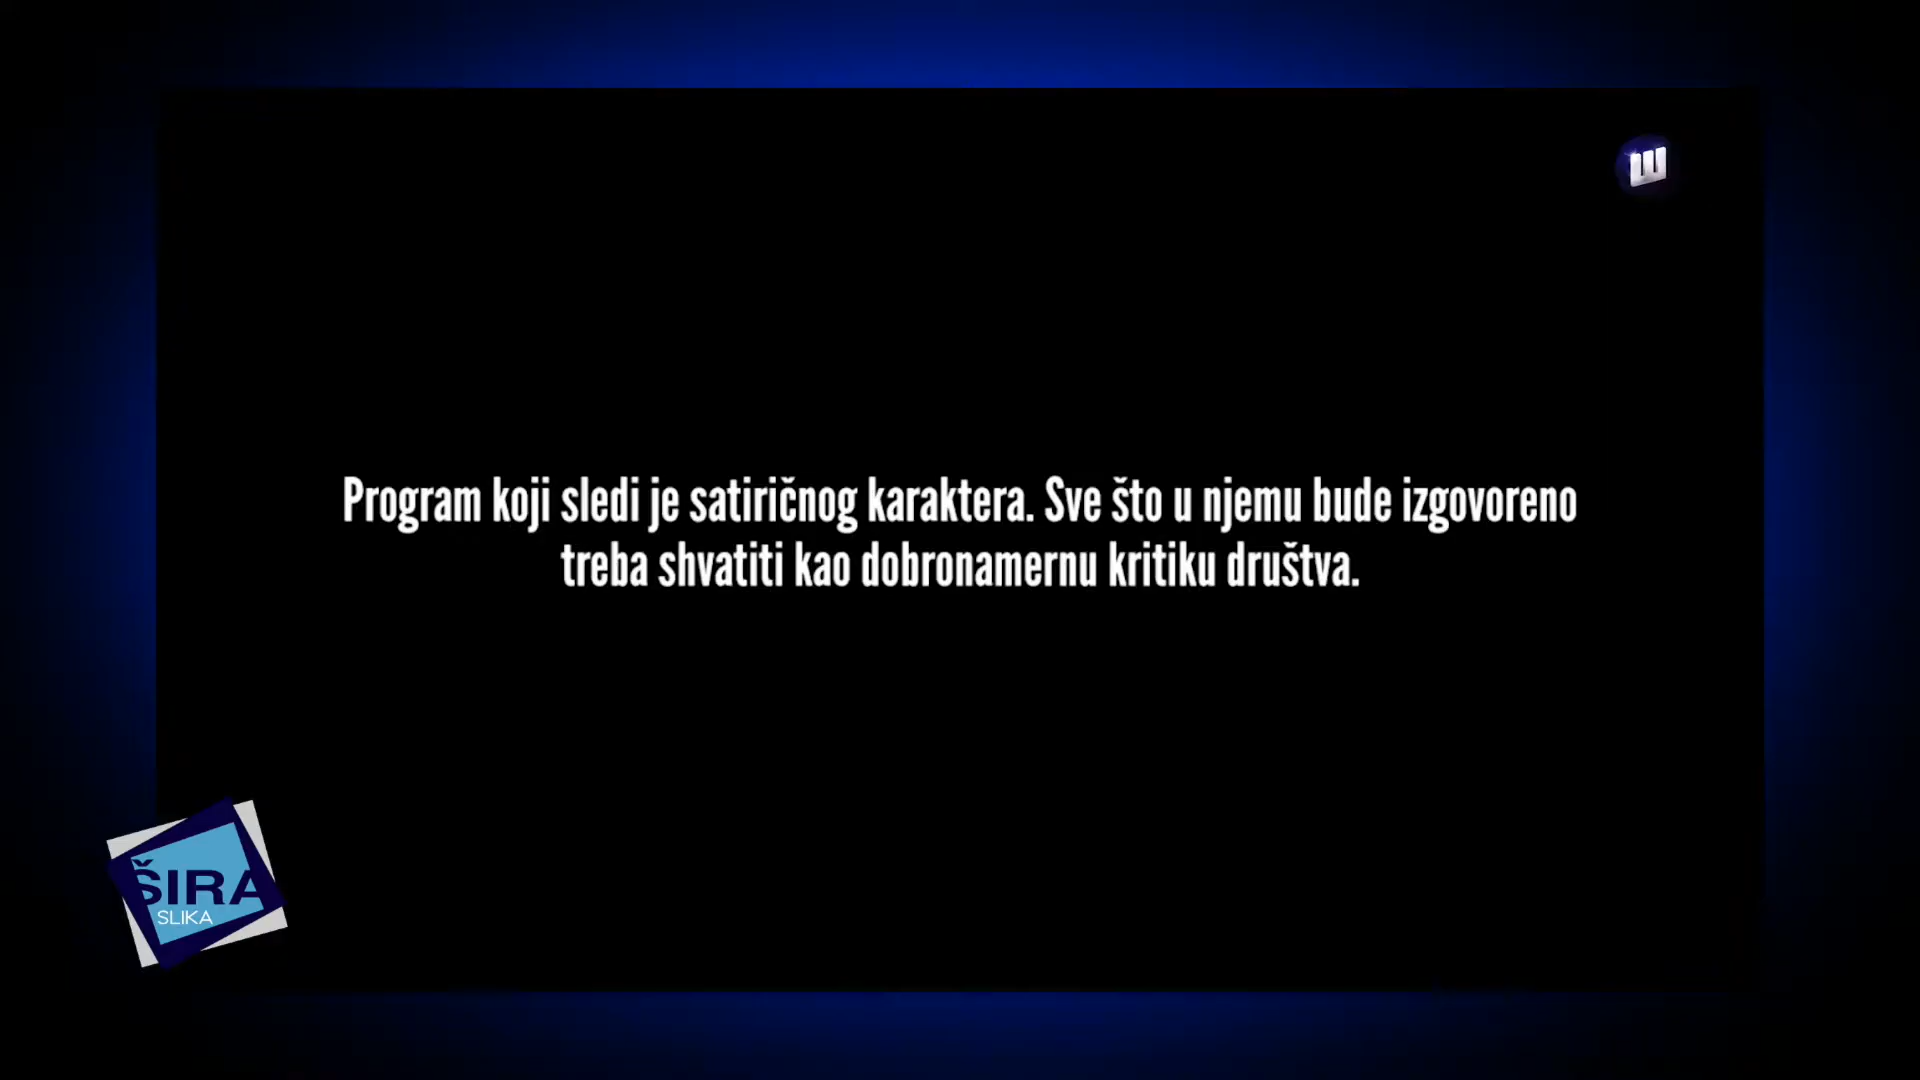 Ш
Program koji sledi je satiričnog karaktera. Sve što u njemu bude izgovoreno
treba shvatiti kao dobronamernu kritiku društva.
ŠIRA
SLIKA